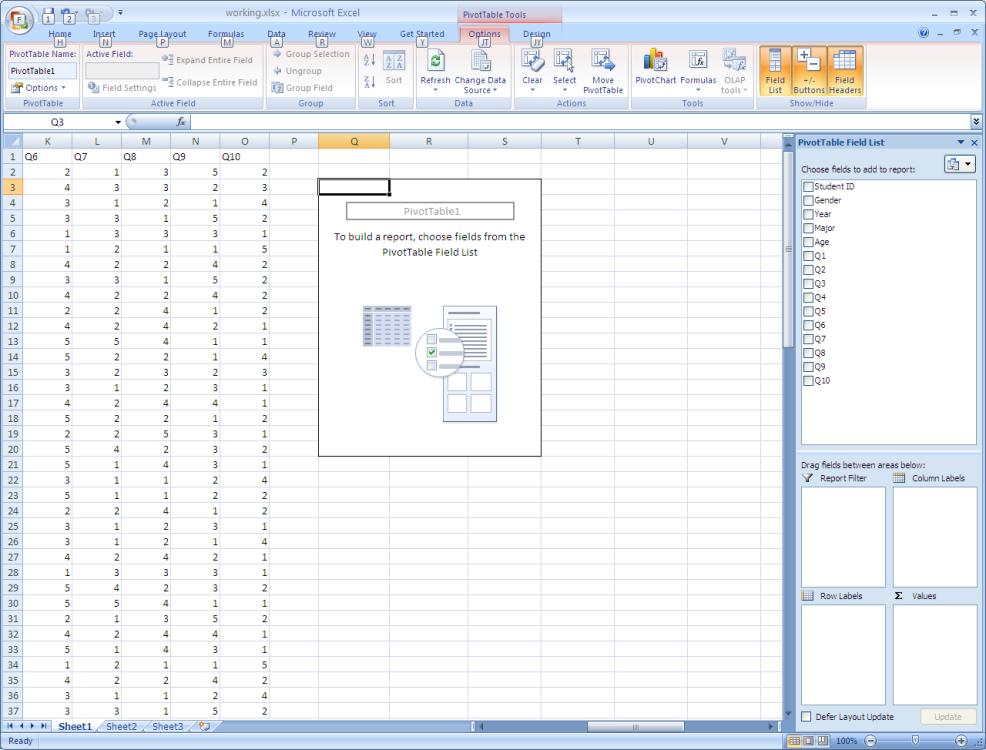 working.xlsx - Microsoft Excel
PivotTable Tools
F
1
2
3
Home
Insert
Page Layout
Formulas
Data
Review
View
Get Started
Options
Design
H
N
P
M
A
R
W
Y
JT
JY
PivotTable Name:
PivotTable1
Options
PivotTable
Active Field:
Field Settings
Expand Entire Field
Collapse Entire Field
Active Field
Group Selection
Ungroup
Group Field
Group
Sort
Sort
Refresh
Change Data Source
Data
Clear
Select
Move PivotTable
Actions
PivotChart
Formulas
OLAP tools
Tools
Field List
+/- Buttons
Field Headers
Show/Hide
Q3
fx
K L M N O P Q R S T U V
1 Q6 Q7 Q8 Q9 Q10
2 2 1 3 5 2
3 4 3 3 2 3
4 3 1 2 1 4
5 3 3 1 5 2
6 1 3 3 3 1
7 1 2 1 1 5
8 4 2 2 4 2
9 3 3 1 5 2
10 4 2 2 4 2
11 2 2 4 1 2
12 4 2 4 2 1
13 5 5 4 1 1
14 5 2 2 1 4
15 3 2 3 2 3
16 3 1 2 3 1
17 4 2 4 4 1
18 5 2 2 1 2
19 2 2 5 3 1
20 5 4 2 3 2
21 5 1 4 3 1
22 3 1 1 2 4
23 5 1 1 2 2
24 2 2 4 1 2
25 3 1 2 3 1
26 3 1 2 1 4
27 4 2 4 2 1
28 1 3 3 3 1
29 5 4 2 3 2
30 5 5 4 1 1
31 2 1 3 5 2
32 4 2 4 4 1
33 5 1 4 3 1
34 1 2 1 1 5
35 4 2 2 4 2
36 3 1 1 2 4
37 3 3 1 5 2
PivotTable1
To build a report, choose fields from the
PivotTable Field List
PivotTable Field List
Choose fields to add to report:
Student ID
Gender
Year
Major
Age
Q1
Q2
Q3
Q4
Q5
Q6
Q7
Q8
Q9
Q10
Drag fields between areas below:
Report Filter
Column Labels
Row Labels
Σ Values
Defer Layout Update
Update
Sheet1
Sheet2
Sheet3
Ready
100%